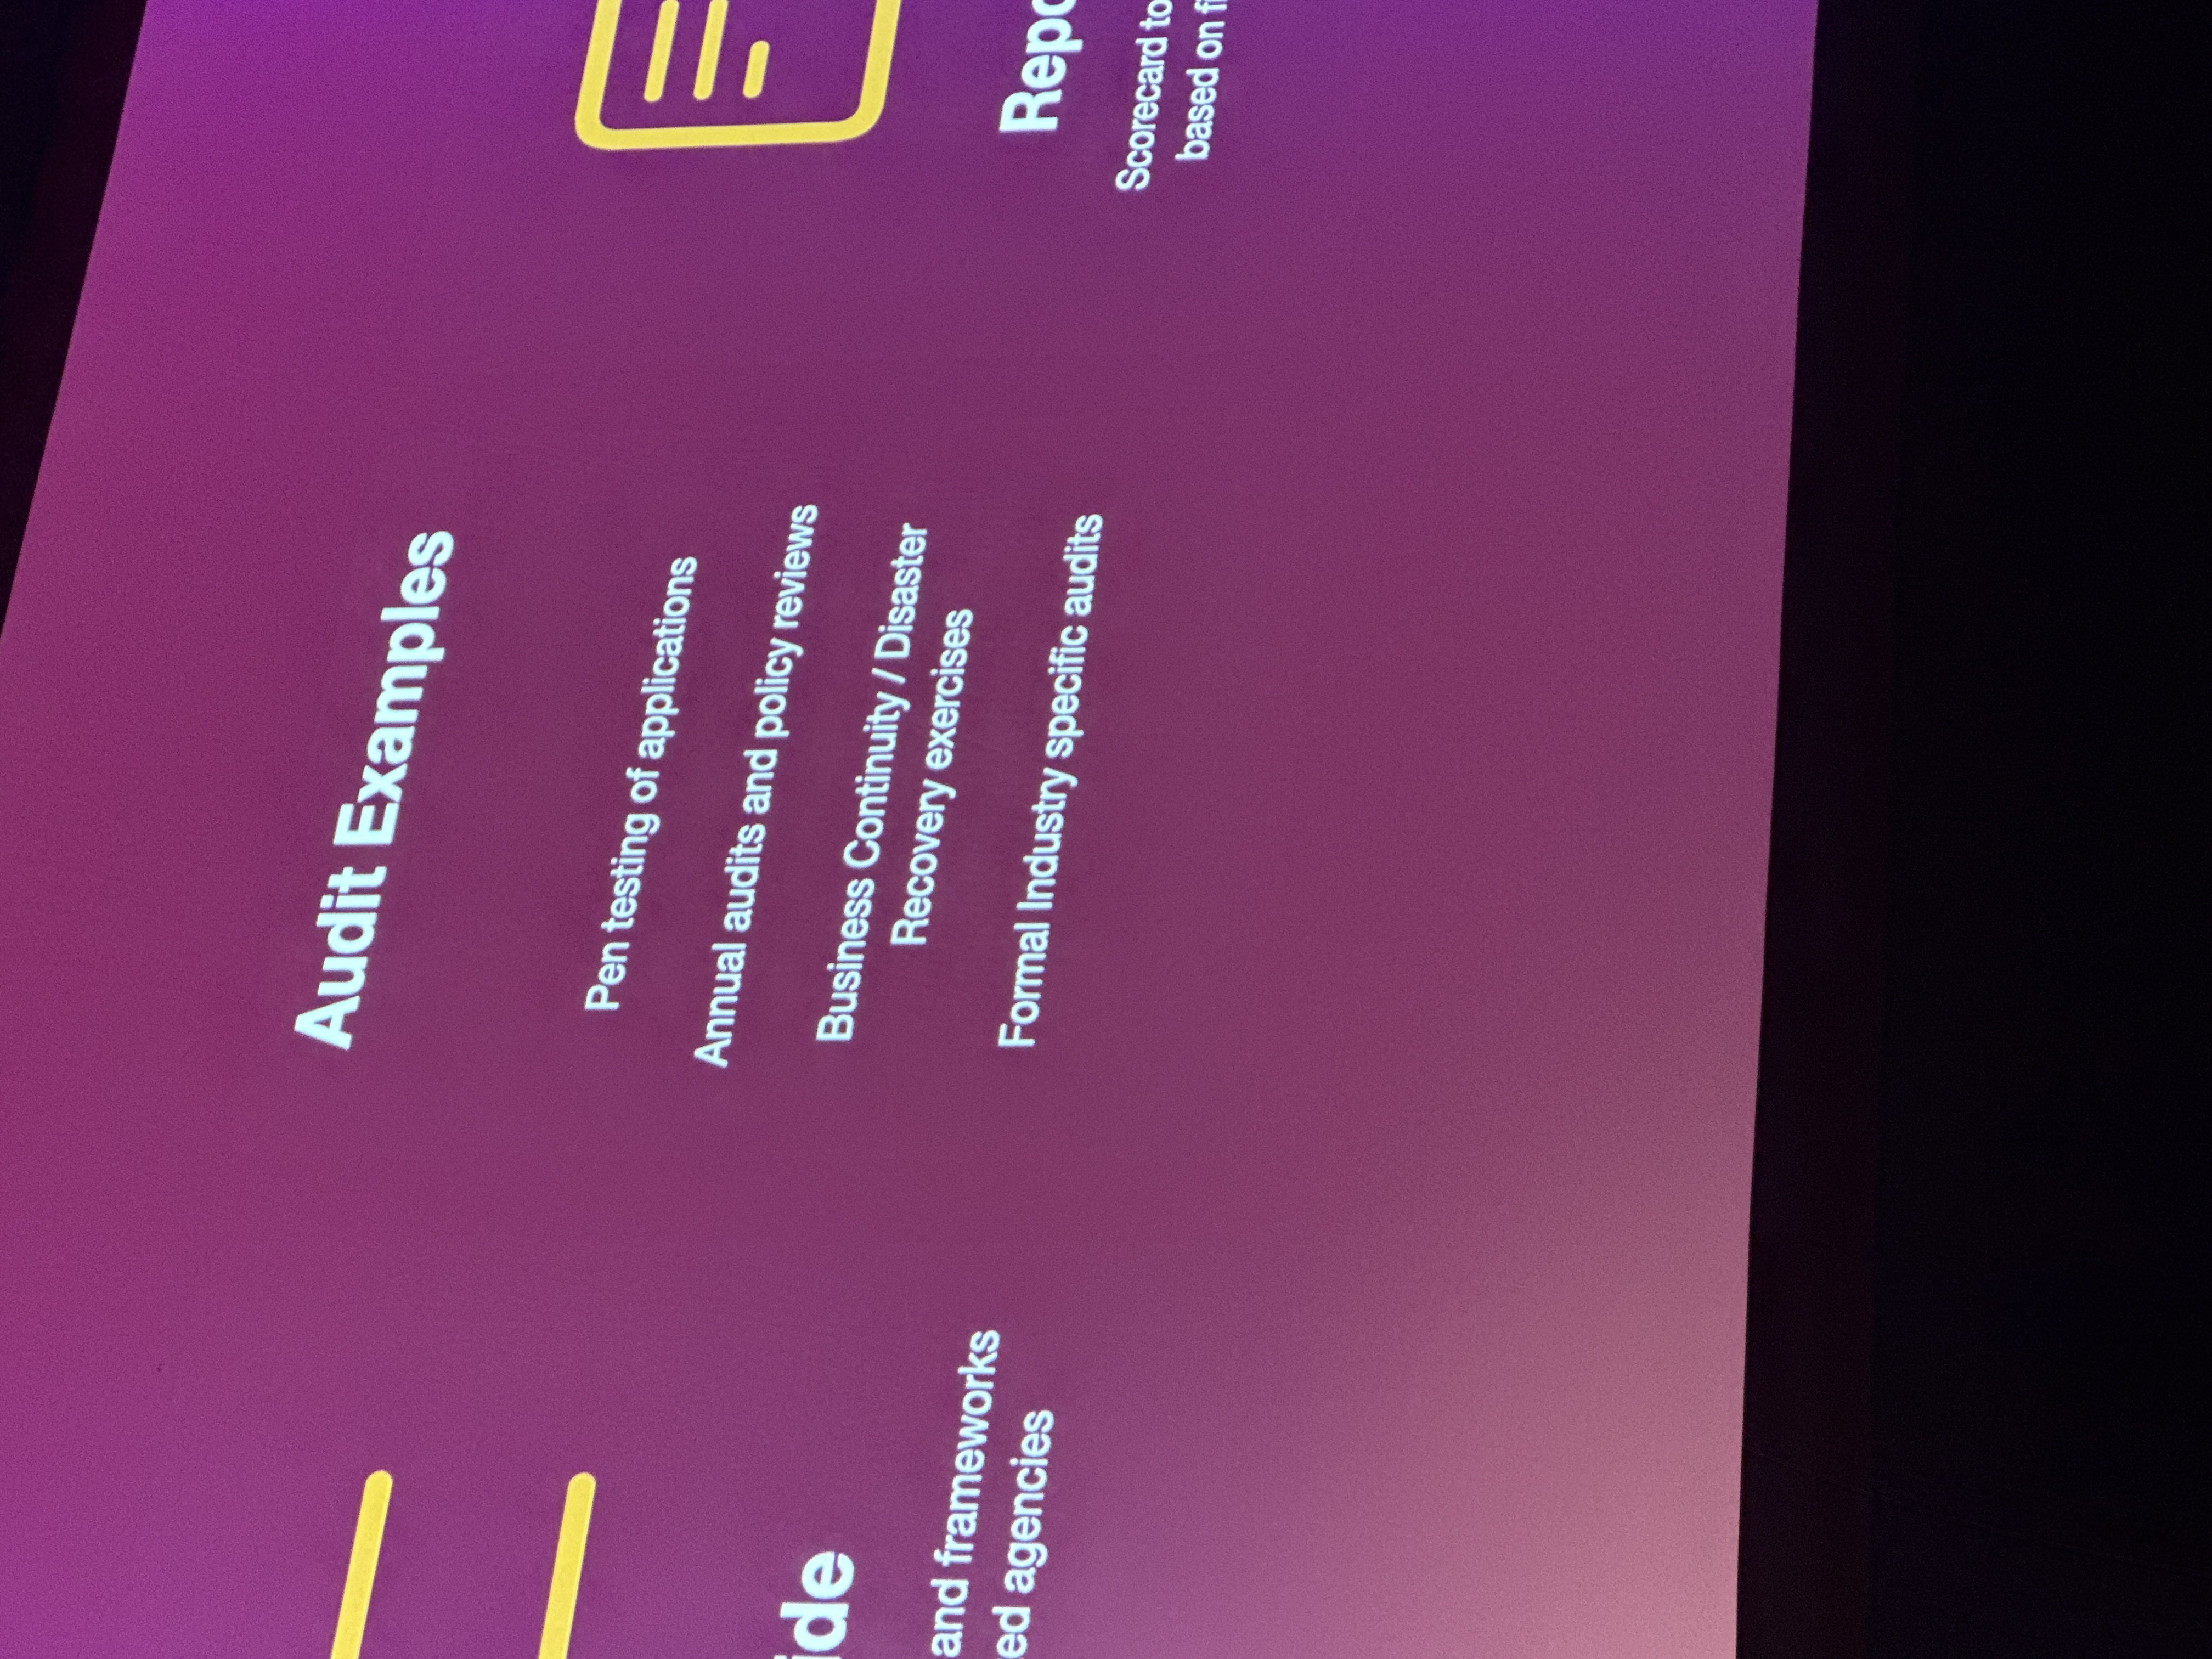 Audit Examples
Pen testing of applications
Annual audits and policy reviews
Business Continuity / Disaster
Recovery exercises
Formal Industry specific audits
and frameworks
agencies
Scorecard to
based on